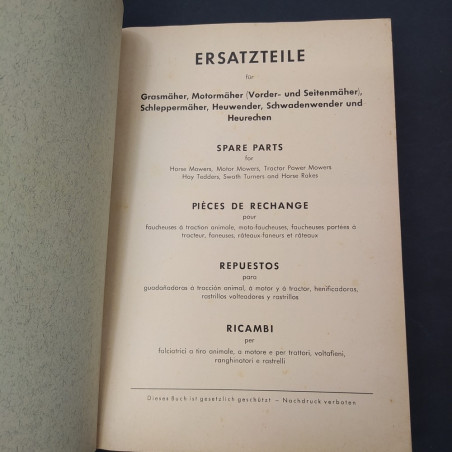 ERSATZTEILE
für
Grasmäher, Motormäher (Vorder- und Seitenmäher),
Schleppermäher, Heuwender, Schwadenwender und
Heurechen
SPARE PARTS
for
Horse Mowers, Motor Mowers, Tractor Power Mowers
Hay Tedders, Swath Turners and Horse Rakes
PIÈCES DE RECHANGE
pour
faucheuses à traction animale, moto-faucheuses, faucheuses portées à
tracteur, faneuses, râteaux-faneurs et râteaux
REPUESTOS
para
guadañadoras a tracción animal, á motor y á tractor, henificadoras,
rastrillos volteadores y rastrillos
RICAMBI
per
falciatrici a tiro animale, a motore e per trattori, voltafieni,
ranghinatori e rastrelli
Dieses Buch ist gesetzlich geschützt — Nachdruck verboten